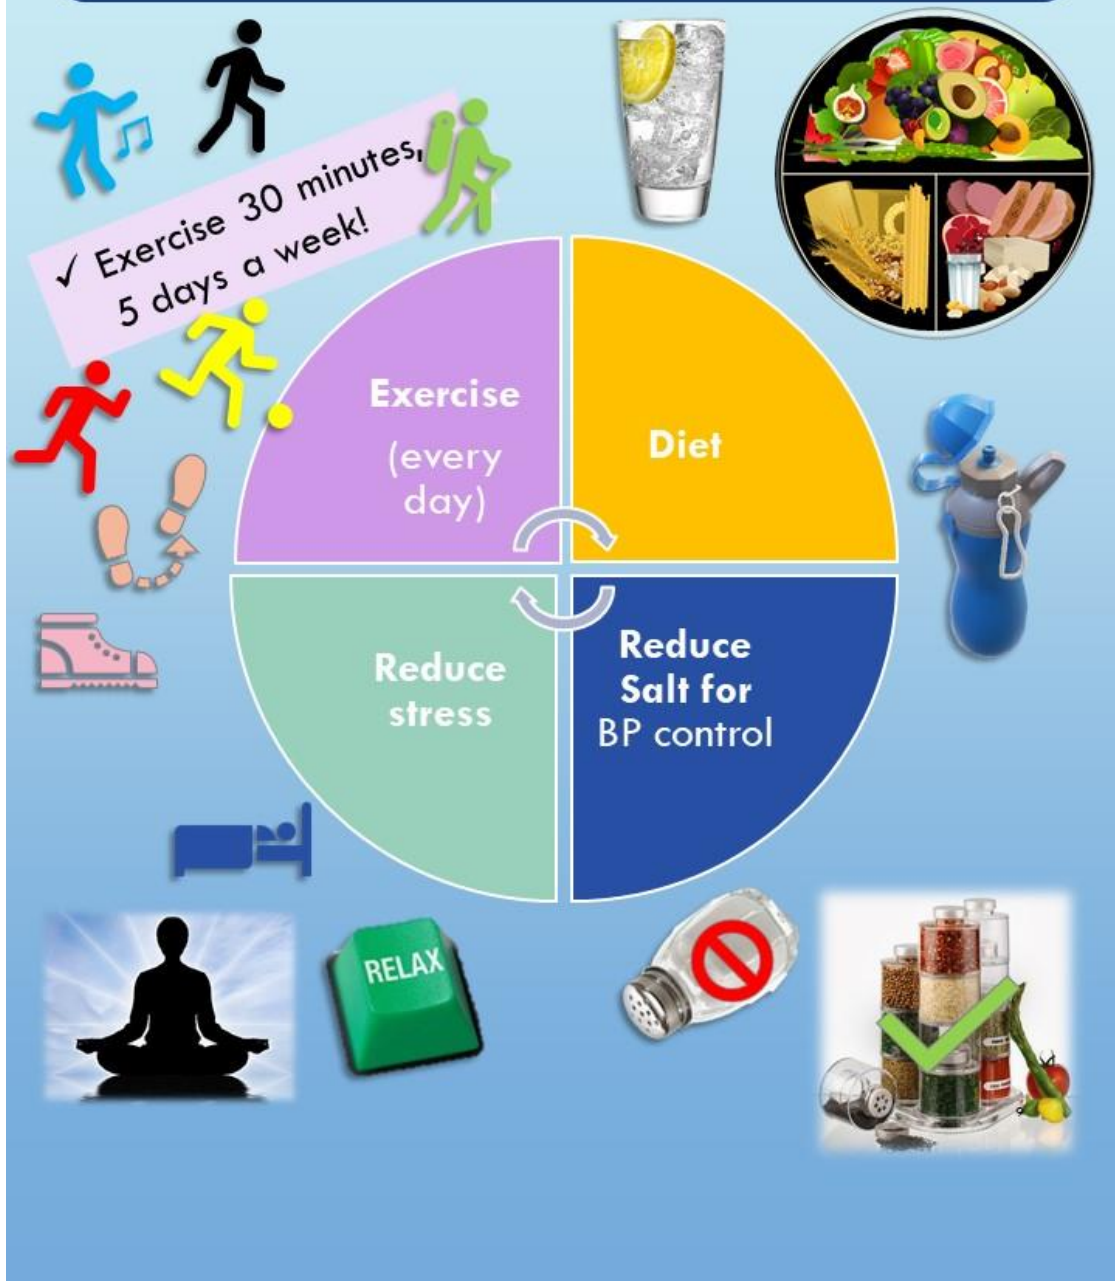 ✓ Exercise 30 minutes,
5 days a week!
Exercise
(every
day)
Diet
Reduce
stress
Reduce
Salt for
BP control
RELAX